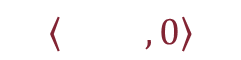 ⟨ , 0⟩